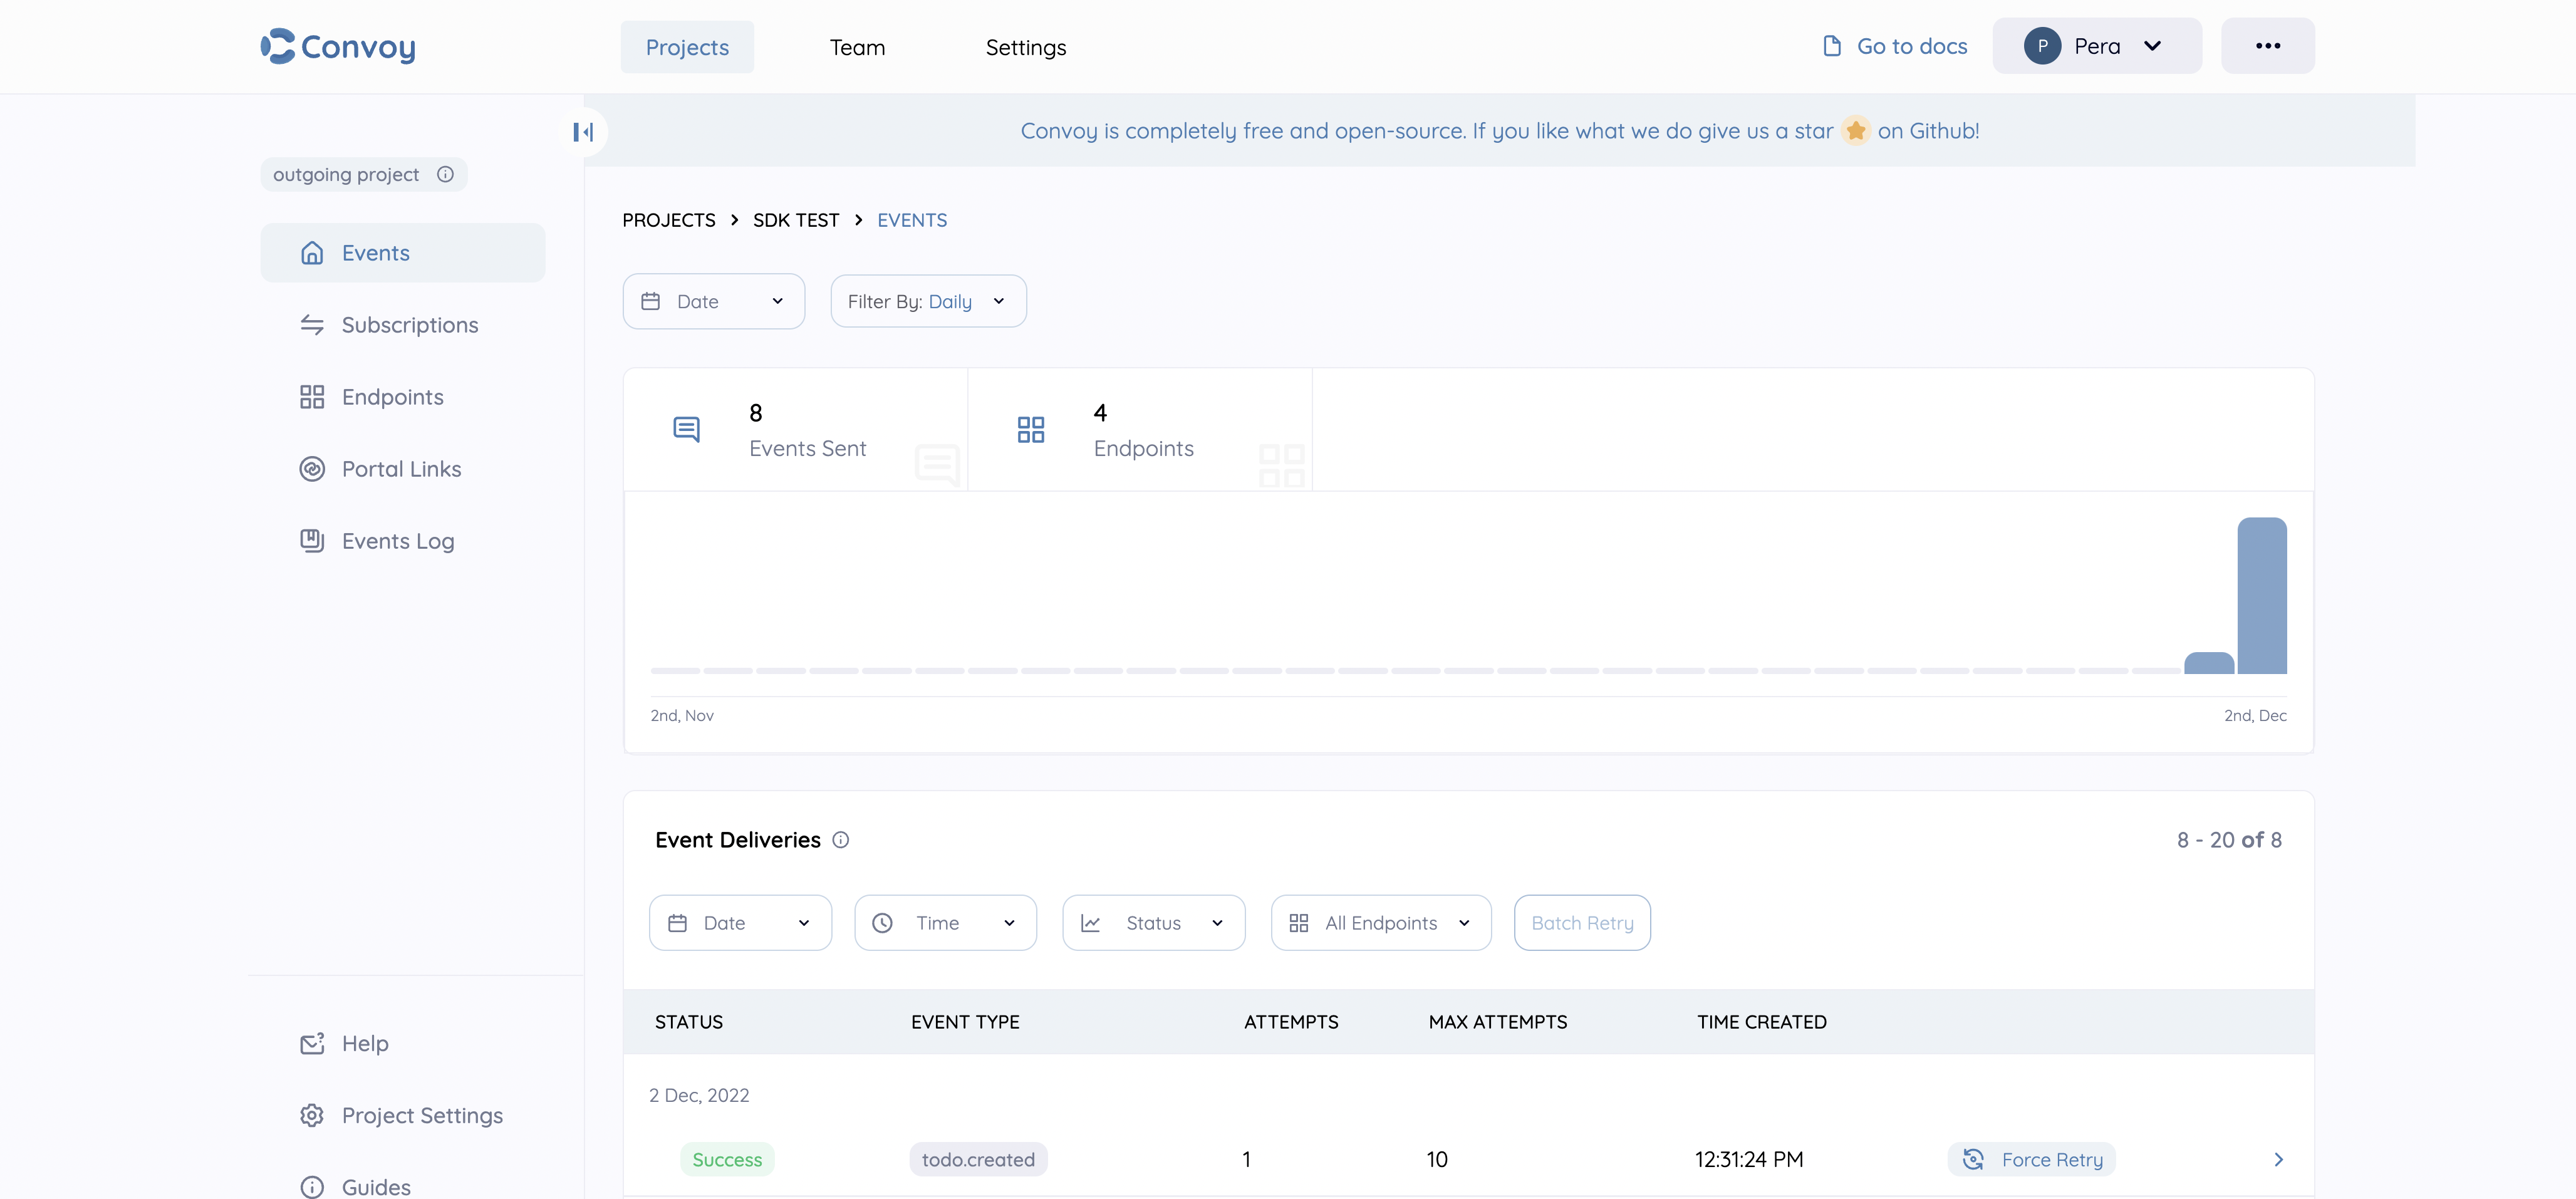 Convoy
Projects
Team
Settings
Go to docs
P
Pera
Convoy is completely free and open-source. If you like what we do give us a star ⭐ on Github!
outgoing project
Events
Subscriptions
Endpoints
Portal Links
Events Log
Help
Project Settings
Guides
PROJECTS > SDK TEST > EVENTS
Date
Filter By: Daily
8
Events Sent
4
Endpoints
2nd, Nov
2nd, Dec
Event Deliveries
8 - 20 of 8
Date
Time
Status
All Endpoints
Batch Retry
STATUS EVENT TYPE ATTEMPTS MAX ATTEMPTS TIME CREATED
2 Dec, 2022
Success todo.created 1 10 12:31:24 PM Force Retry